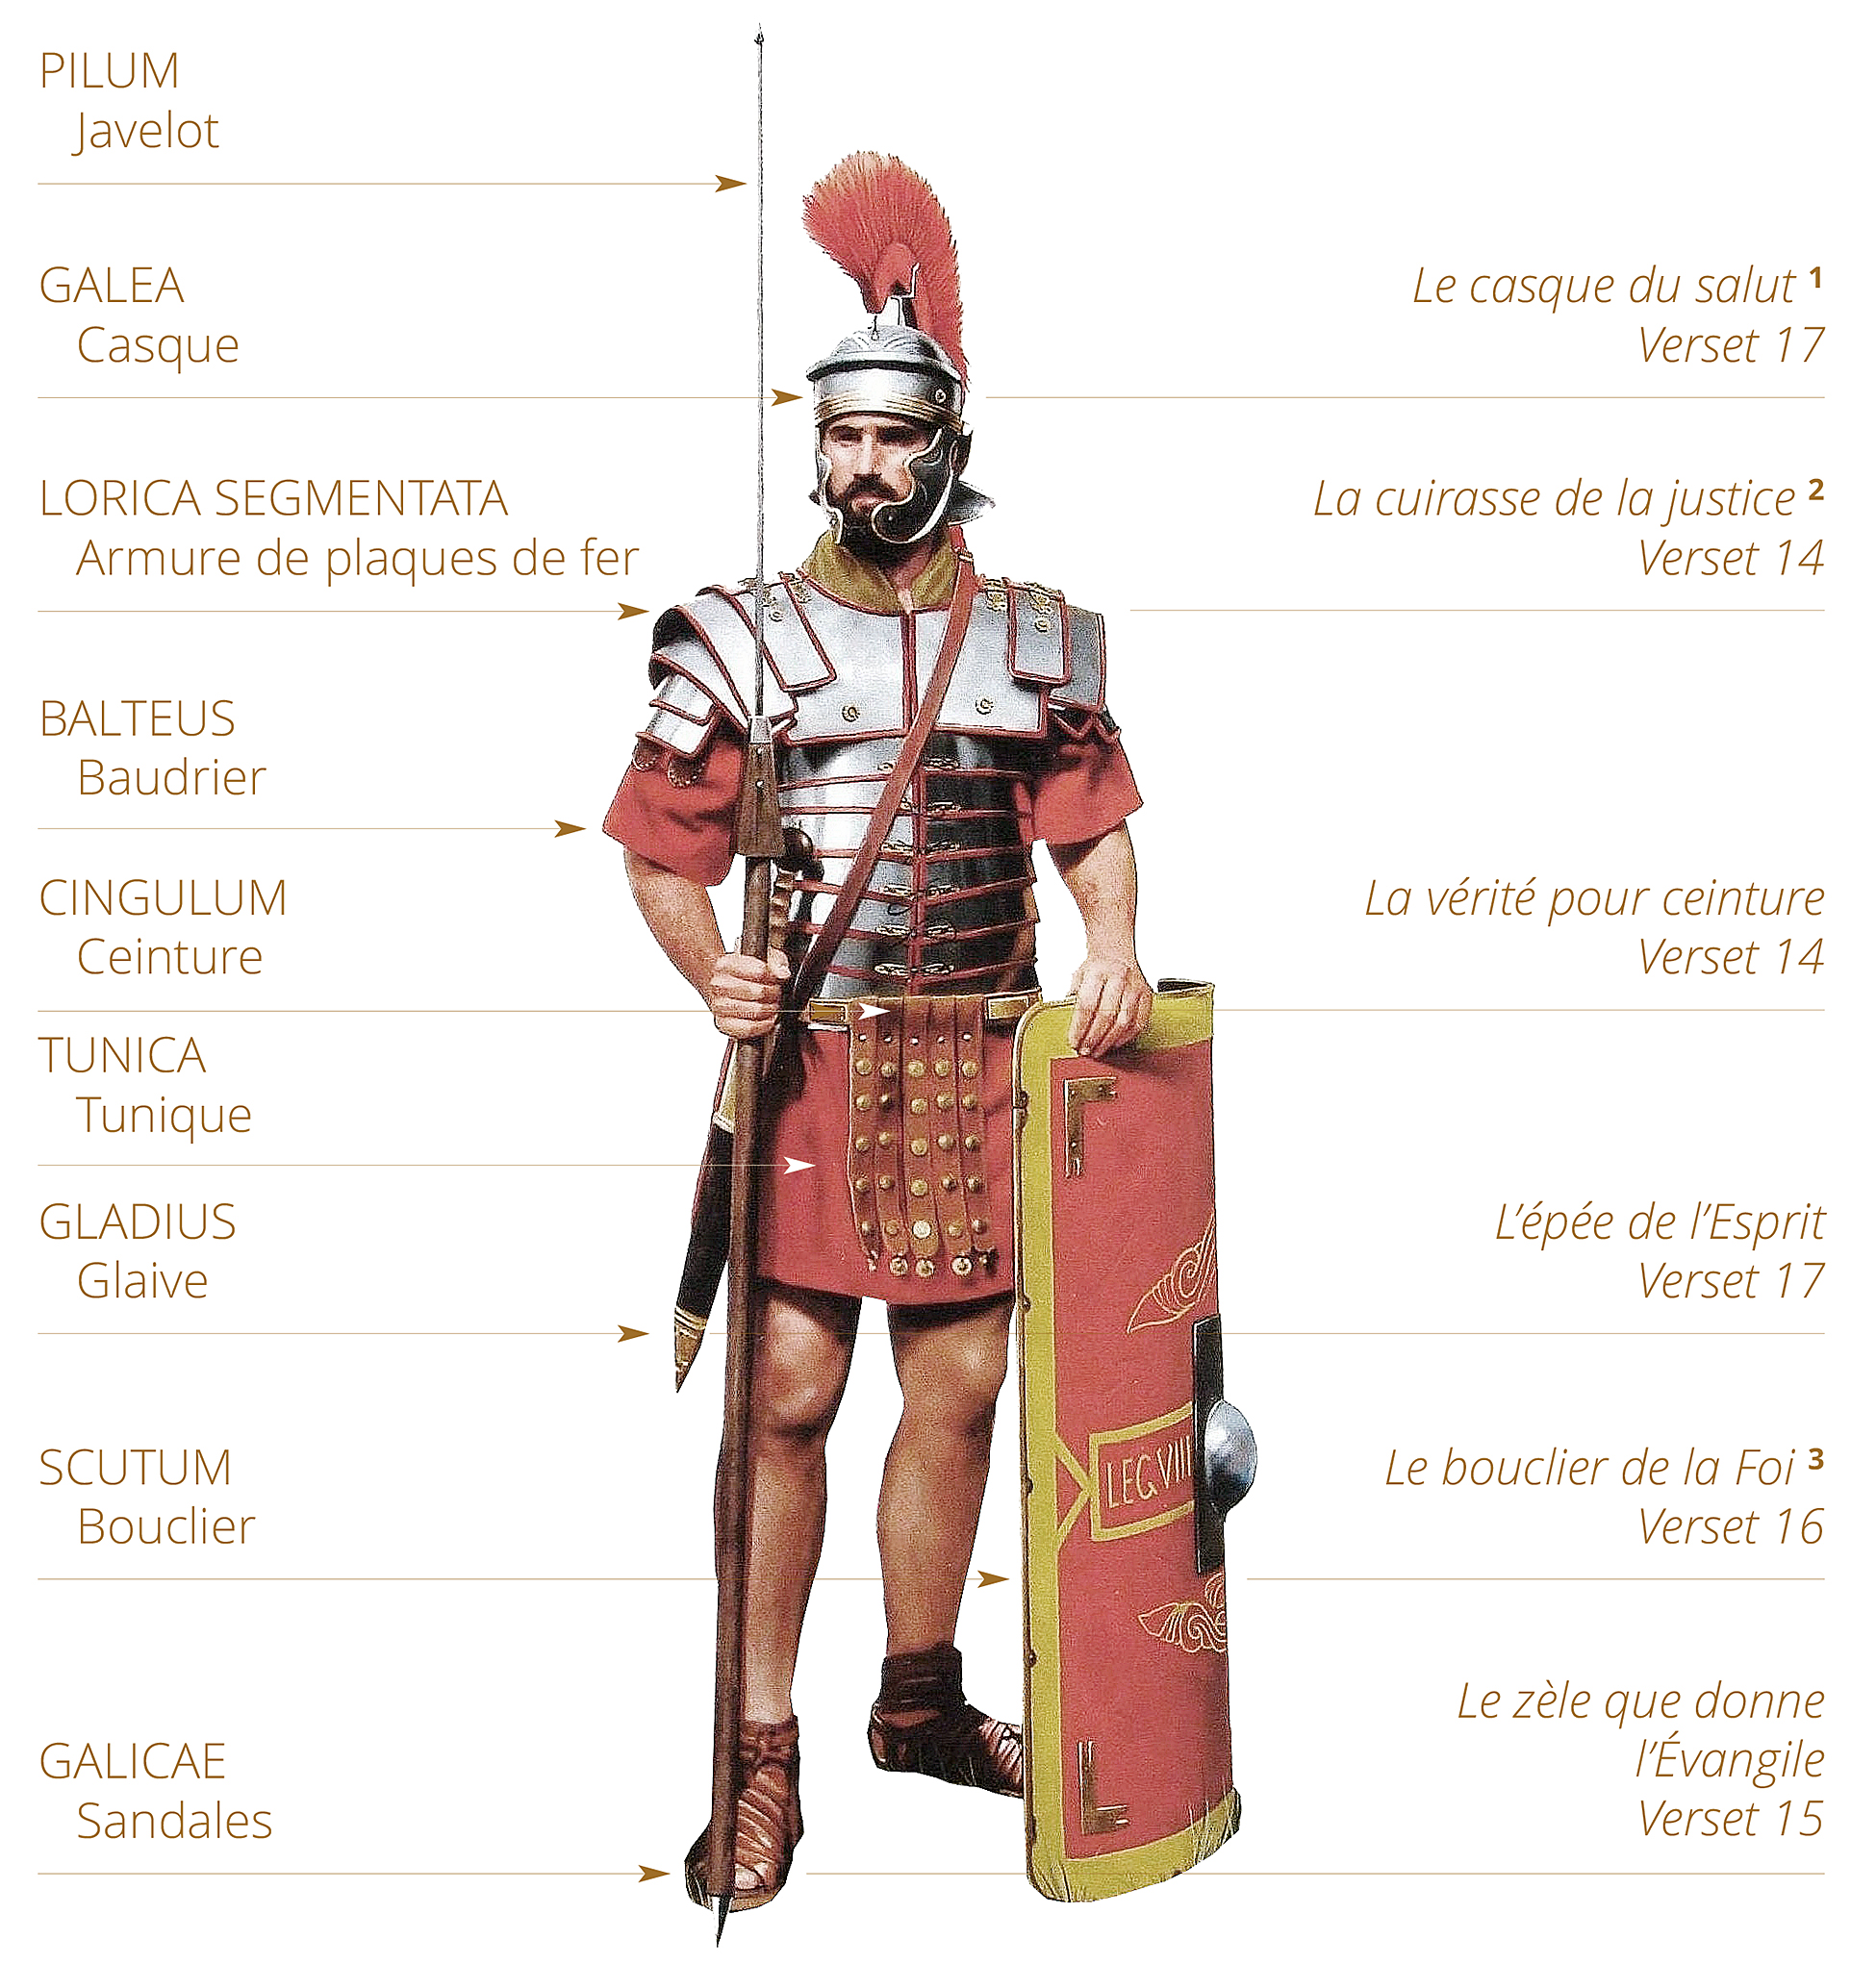 PILUM
Javelot
GALEA
Casque
Le casque du salut ¹
Verset 17
LORICA SEGMENTATA
Armure de plaques de fer
La cuirasse de la justice ²
Verset 14
BALTEUS
Baudrier
CINGULUM
Ceinture
La vérité pour ceinture
Verset 14
TUNICA
Tunique
GLADIUS
Glaive
L’épée de l’Esprit
Verset 17
SCUTUM
Bouclier
Le bouclier de la Foi ³
Verset 16
LEG VIII
GALICAE
Sandales
Le zèle que donne
l’Évangile
Verset 15